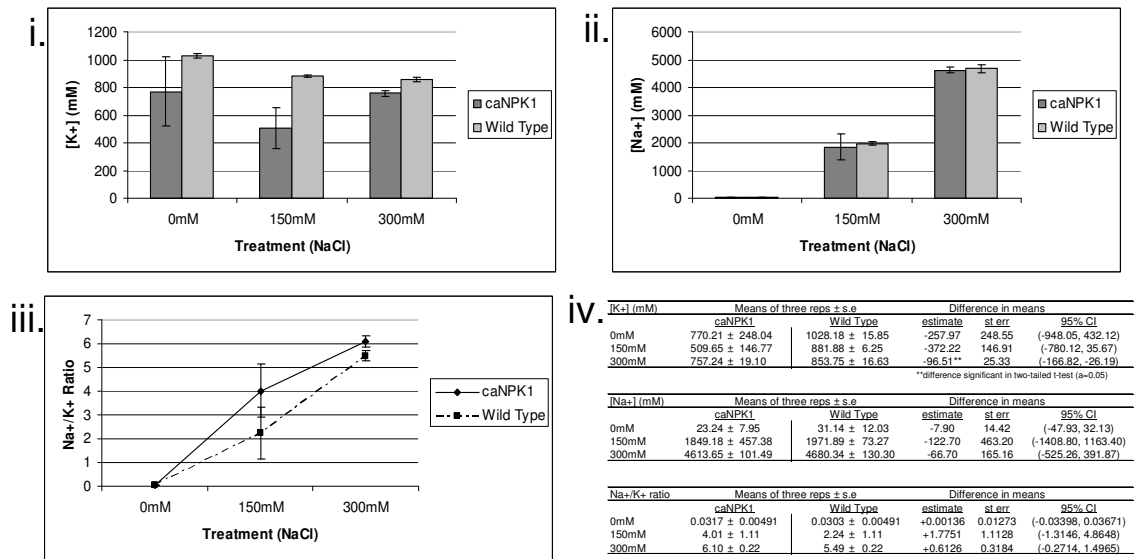 i.
[K+] (mM)
1200
1000
800
600
400
200
0
0mM 150mM 300mM
Treatment (NaCl)
caNPK1
Wild Type
ii.
[Na+] (mM)
6000
5000
4000
3000
2000
1000
0
0mM 150mM 300mM
Treatment (NaCl)
caNPK1
Wild Type
iii.
Na+/K+ Ratio
7
6
5
4
3
2
1
0
0mM 150mM 300mM
Treatment (NaCl)
caNPK1
Wild Type
iv.
[K+] (mM) Means of three reps ± s.e Difference in means
caNPK1 Wild Type estimate st err 95% CI
0mM 770.21 ± 248.04 1028.18 ± 15.85 -257.97 248.55 (-948.05, 432.12)
150mM 509.65 ± 146.77 881.88 ± 6.25 -372.22 146.91 (-780.12, 35.67)
300mM 757.24 ± 19.10 853.75 ± 16.63 -96.51** 25.33 (-166.82, -26.19)
**difference significant in two-tailed t-test (a=0.05)
[Na+] (mM) Means of three reps ± s.e Difference in means
caNPK1 Wild Type estimate st err 95% CI
0mM 23.24 ± 7.95 31.14 ± 12.03 -7.90 14.42 (-47.93, 32.13)
150mM 1849.18 ± 457.38 1971.89 ± 73.27 -122.70 463.20 (-1408.80, 1163.40)
300mM 4613.65 ± 101.49 4680.34 ± 130.30 -66.70 165.16 (-525.26, 391.87)
Na+/K+ ratio Means of three reps ± s.e Difference in means
caNPK1 Wild Type estimate st err 95% CI
0mM 0.0317 ± 0.00491 0.0303 ± 0.00491 +0.00136 0.01273 (-0.03398, 0.03671)
150mM 4.01 ± 1.11 2.24 ± 1.11 +1.7751 1.1128 (-1.3146, 4.8648)
300mM 6.10 ± 0.22 5.49 ± 0.22 +0.6126 0.3184 (-0.2714, 1.4965)